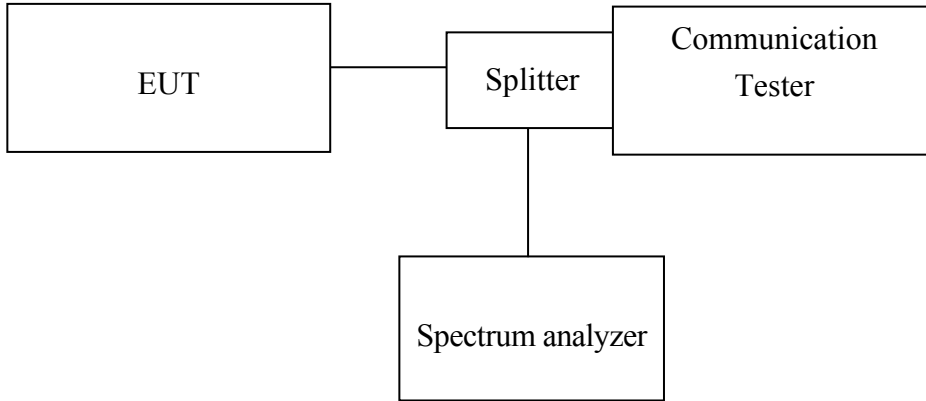 EUT
Splitter
Communication
Tester
Spectrum analyzer